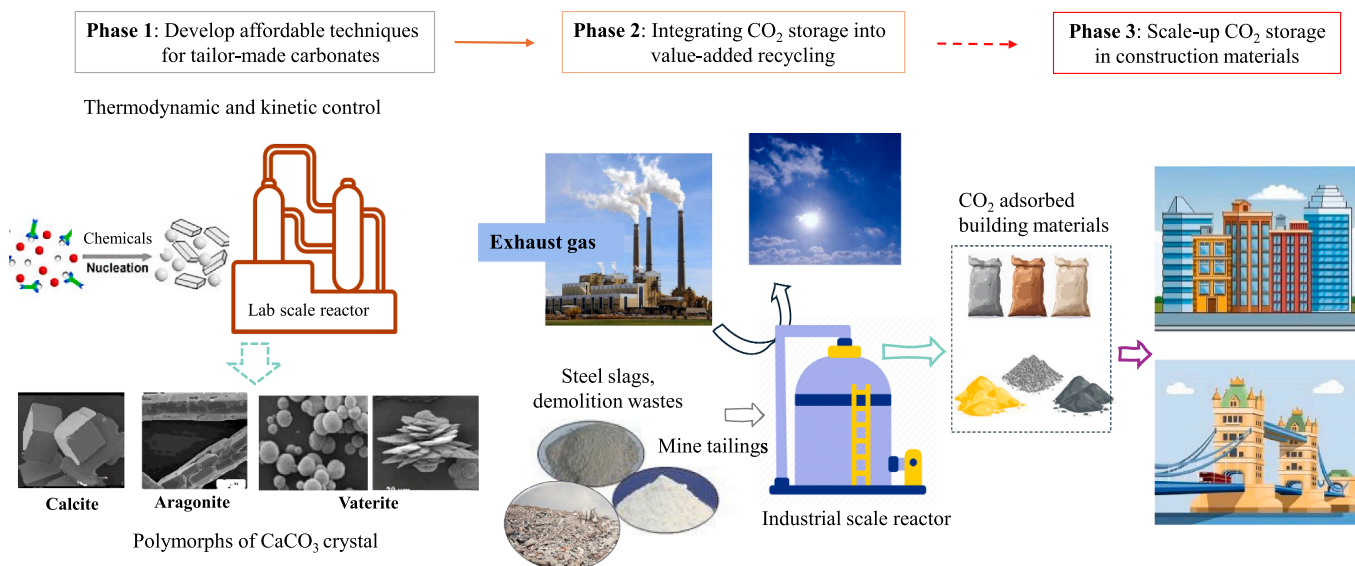 Phase 1: Develop affordable techniques
for tailor-made carbonates
Phase 2: Integrating CO₂ storage into
value-added recycling
Phase 3: Scale-up CO₂ storage
in construction materials
Thermodynamic and kinetic control
Chemicals
Nucleation
Lab scale reactor
Calcite
Aragonite
Vaterite
Polymorphs of CaCO₃ crystal
Exhaust gas
Steel slags,
demolition wastes
Mine tailings
Industrial scale reactor
CO₂ adsorbed
building materials